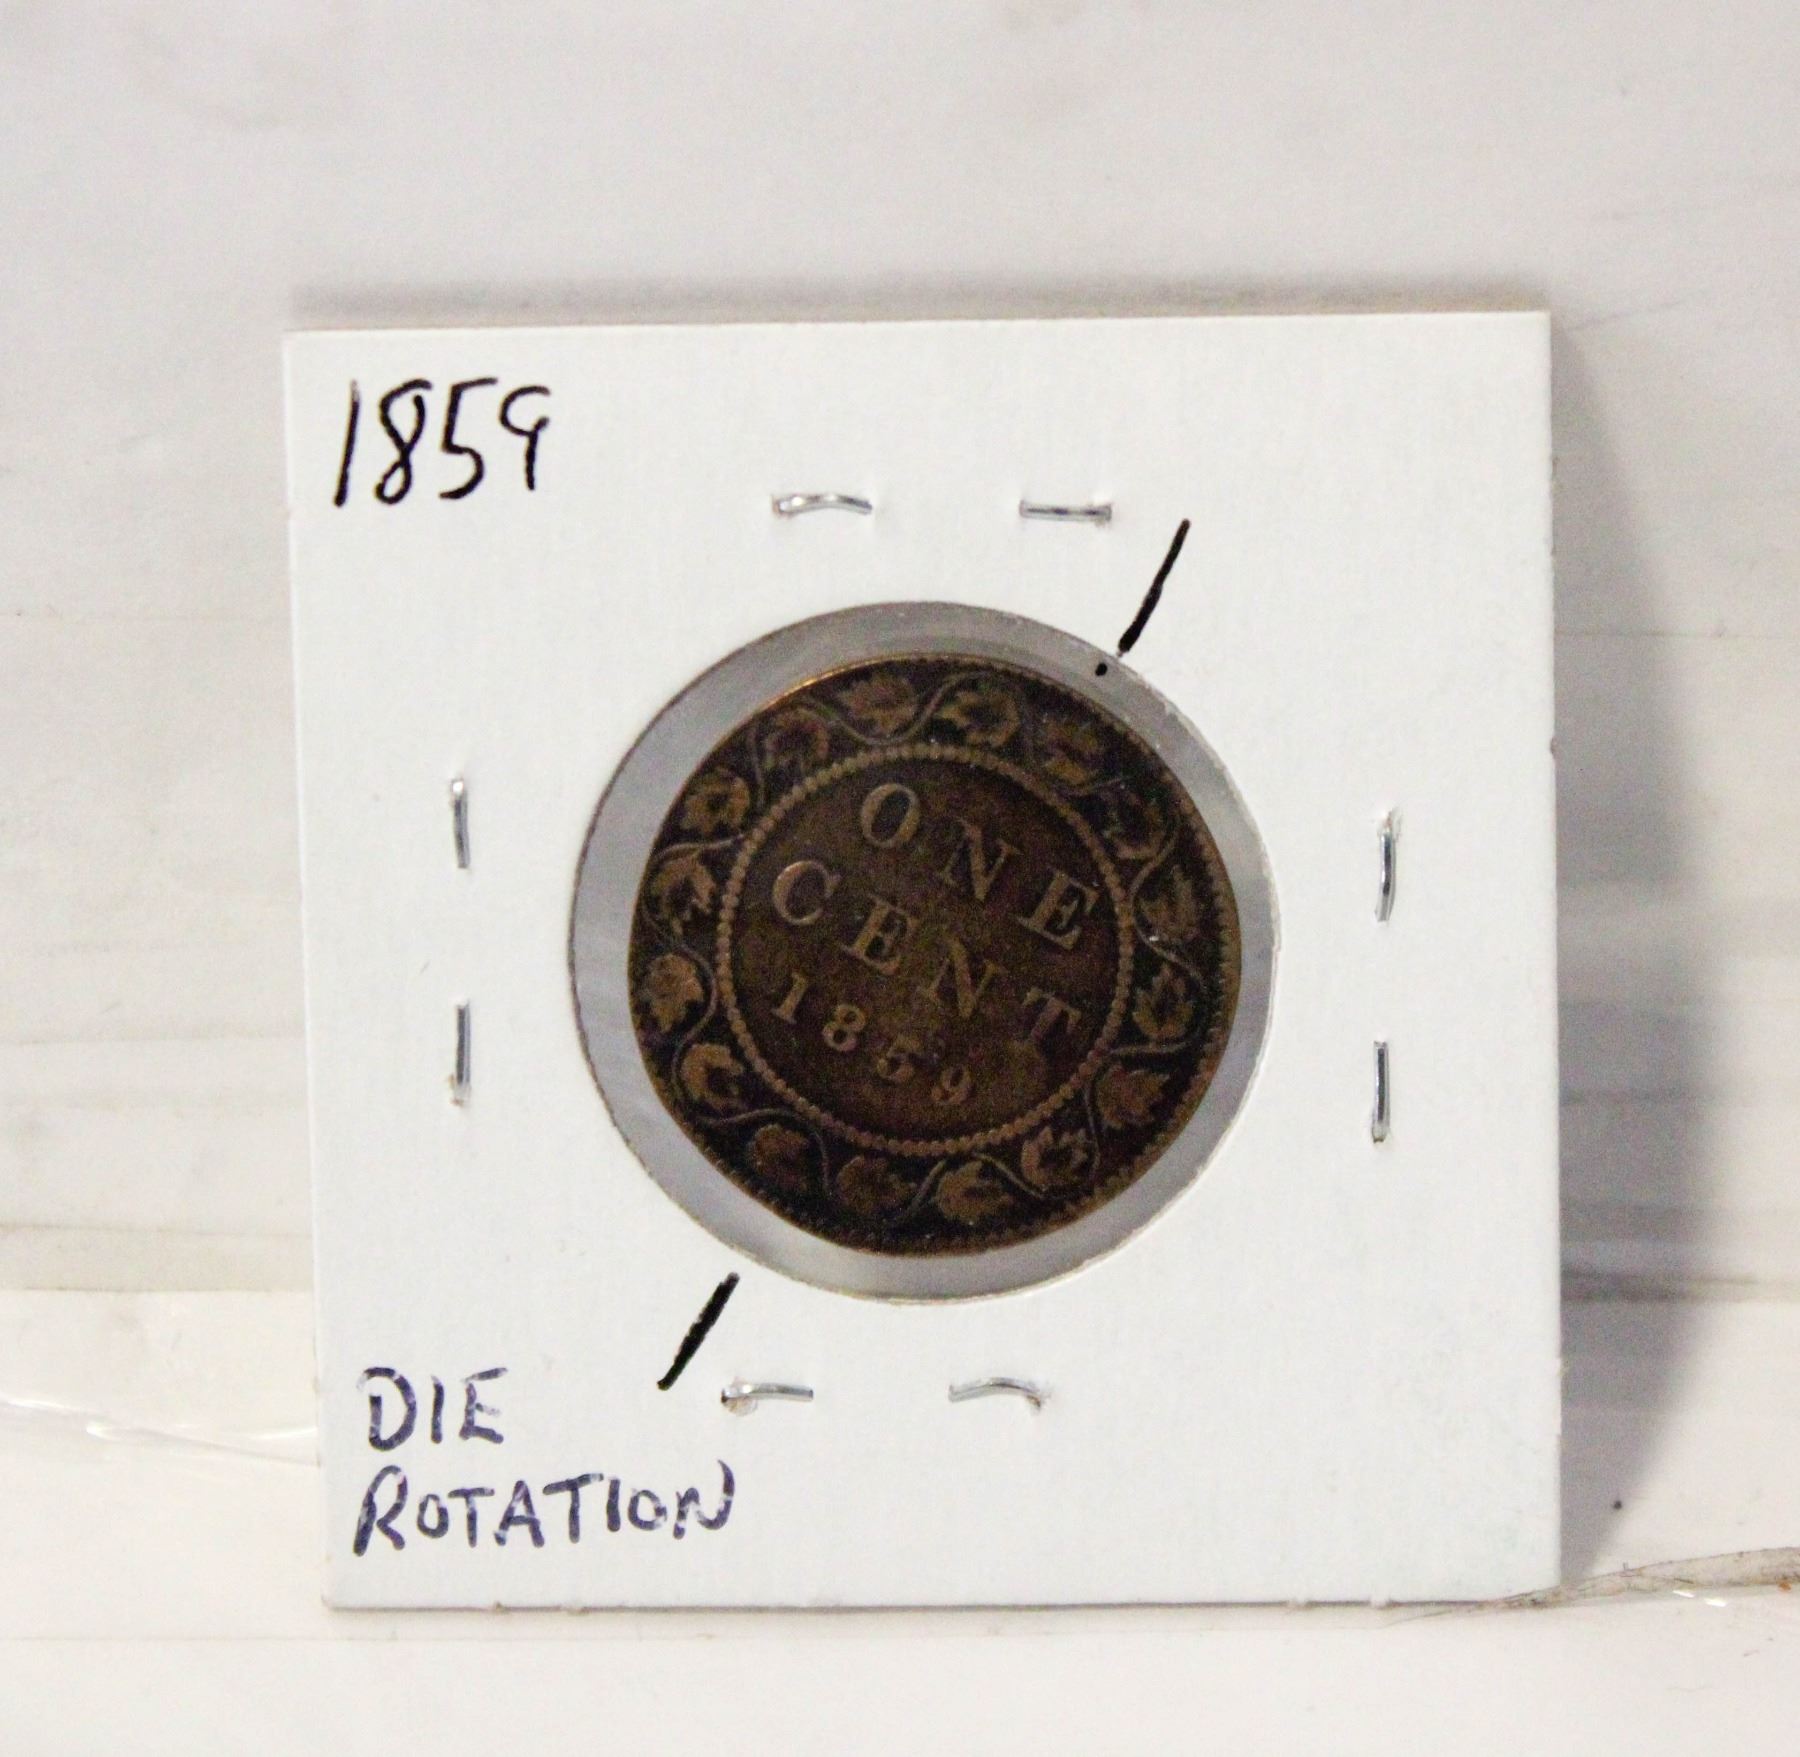 1859
ONE
CENT
1859
DIE
ROTATION